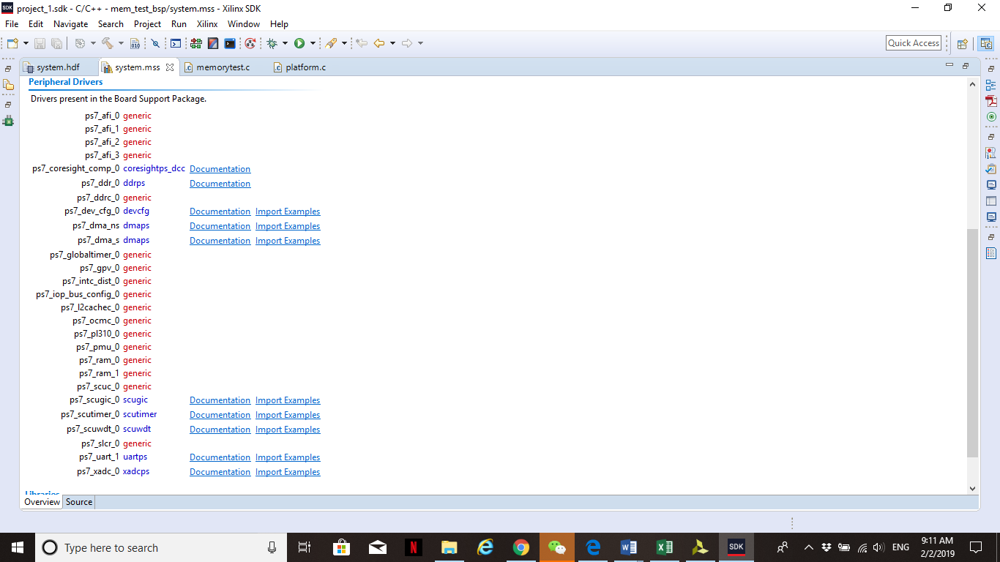 SDK project_1.sdk - C/C++ - mem_test_bsp/system.mss - Xilinx SDK
File Edit Navigate Search Project Run Xilinx Window Help
010 Quick Access
system.hdf system.mss .c memorytest.c .c platform.c
Peripheral Drivers
Drivers present in the Board Support Package.
ps7_afi_0 generic
ps7_afi_1 generic
ps7_afi_2 generic
ps7_afi_3 generic
ps7_coresight_comp_0 coresightps_dcc Documentation
ps7_ddr_0 ddrps Documentation
ps7_ddrc_0 generic
ps7_dev_cfg_0 devcfg Documentation Import Examples
ps7_dma_ns dmaps Documentation Import Examples
ps7_dma_s dmaps Documentation Import Examples
ps7_globaltimer_0 generic
ps7_gpv_0 generic
ps7_intc_dist_0 generic
ps7_iop_bus_config_0 generic
ps7_l2cachec_0 generic
ps7_ocmc_0 generic
ps7_pl310_0 generic
ps7_pmu_0 generic
ps7_ram_0 generic
ps7_ram_1 generic
ps7_scuc_0 generic
ps7_scugic_0 scugic Documentation Import Examples
ps7_scutimer_0 scutimer Documentation Import Examples
ps7_scuwdt_0 scuwdt Documentation Import Examples
ps7_slcr_0 generic
ps7_uart_1 uartps Documentation Import Examples
ps7_xadc_0 xadcps Documentation Import Examples
Libraries
Overview Source
Type here to search
N
SDK
ENG
9:11 AM
2/2/2019